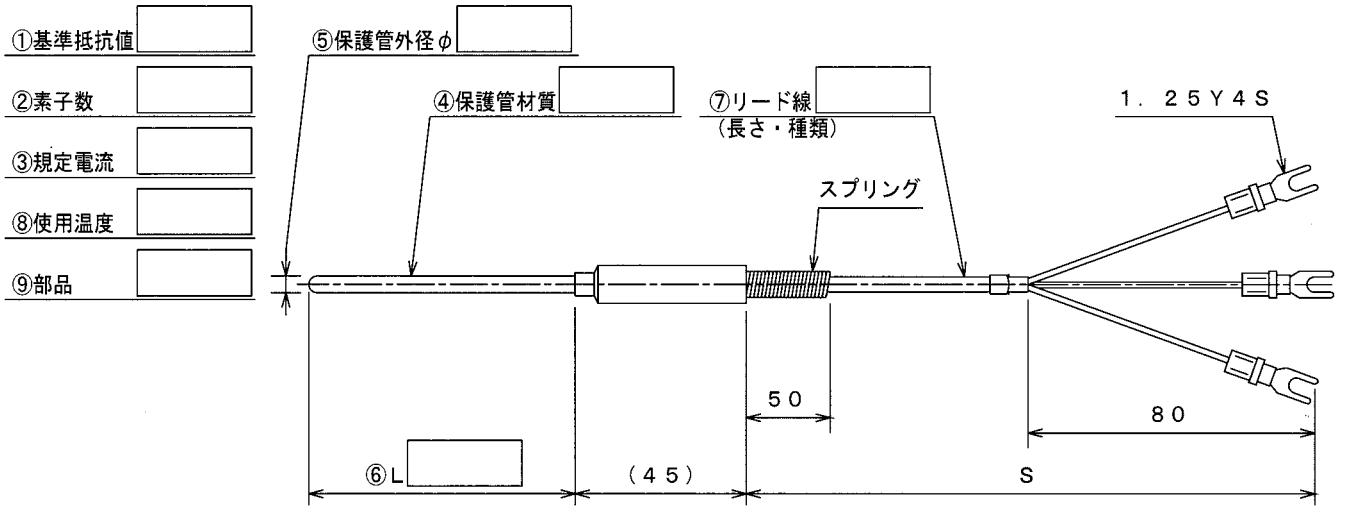 ①基準抵抗値
⑤保護管外径φ
②素子数
④保護管材質
⑦リード線
(長さ・種類)
1. 25Y4S
③規定電流
スプリング
⑧使用温度
⑨部品
50
80
⑥L
(45)
S